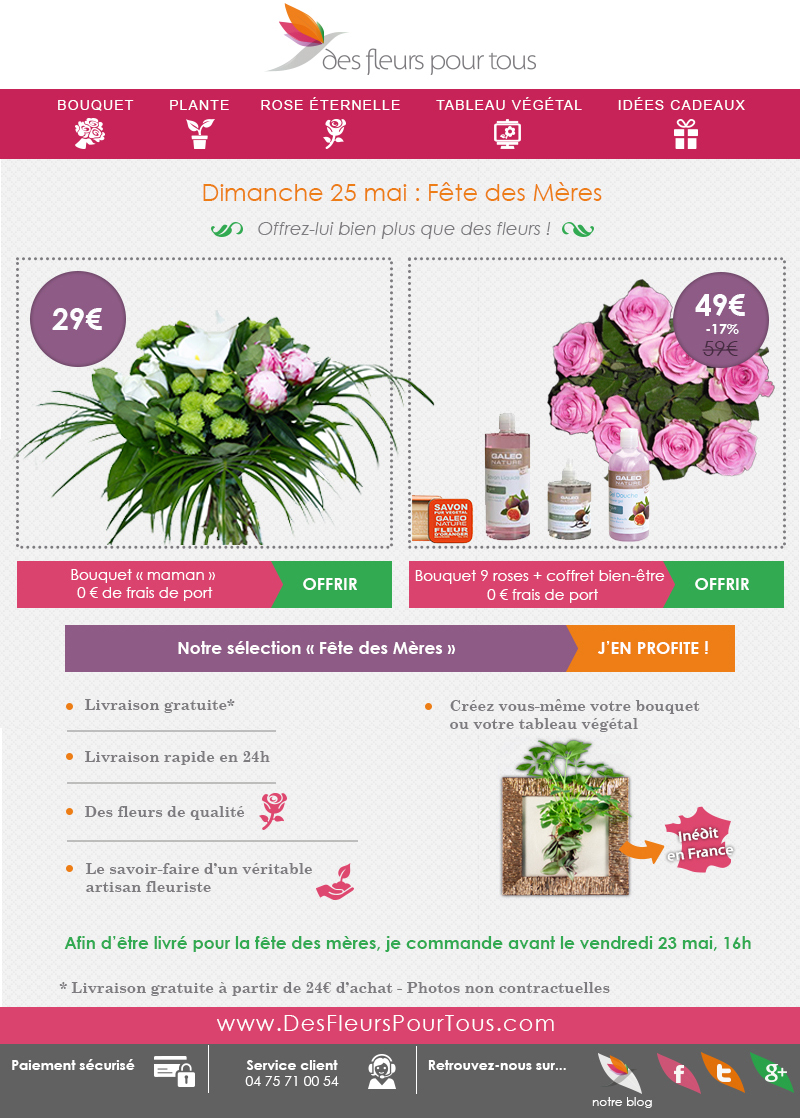 des fleurs pour tous
BOUQUET PLANTE ROSE ÉTERNELLE TABLEAU VÉGÉTAL IDÉES CADEAUX
Dimanche 25 mai : Fête des Mères
Offrez-lui bien plus que des fleurs !
29€
49€
-17%
59€
GALEO
NATURE
SAVON
PUR VEGETAL
GALEO
NATURE
FLEUR
D'ORANGER
GALEO
GALEO
NATURE
Douche
Bouquet « maman »
0 € de frais de port
OFFRIR
Bouquet 9 roses + coffret bien-être
0 € frais de port
OFFRIR
Notre sélection « Fête des Mères »
J'EN PROFITE !
Livraison gratuite*
Livraison rapide en 24h
Des fleurs de qualité
Le savoir-faire d'un véritable
artisan fleuriste
Créez vous-même votre bouquet
ou votre tableau végétal
Inédit
en France
Afin d'être livré pour la fête des mères, je commande avant le vendredi 23 mai, 16h
* Livraison gratuite à partir de 24€ d'achat - Photos non contractuelles
www.DesFleursPourTous.com
Paiement sécurisé
Service client
04 75 71 00 54
Retrouvez-nous sur...
notre blog
f
t
g+